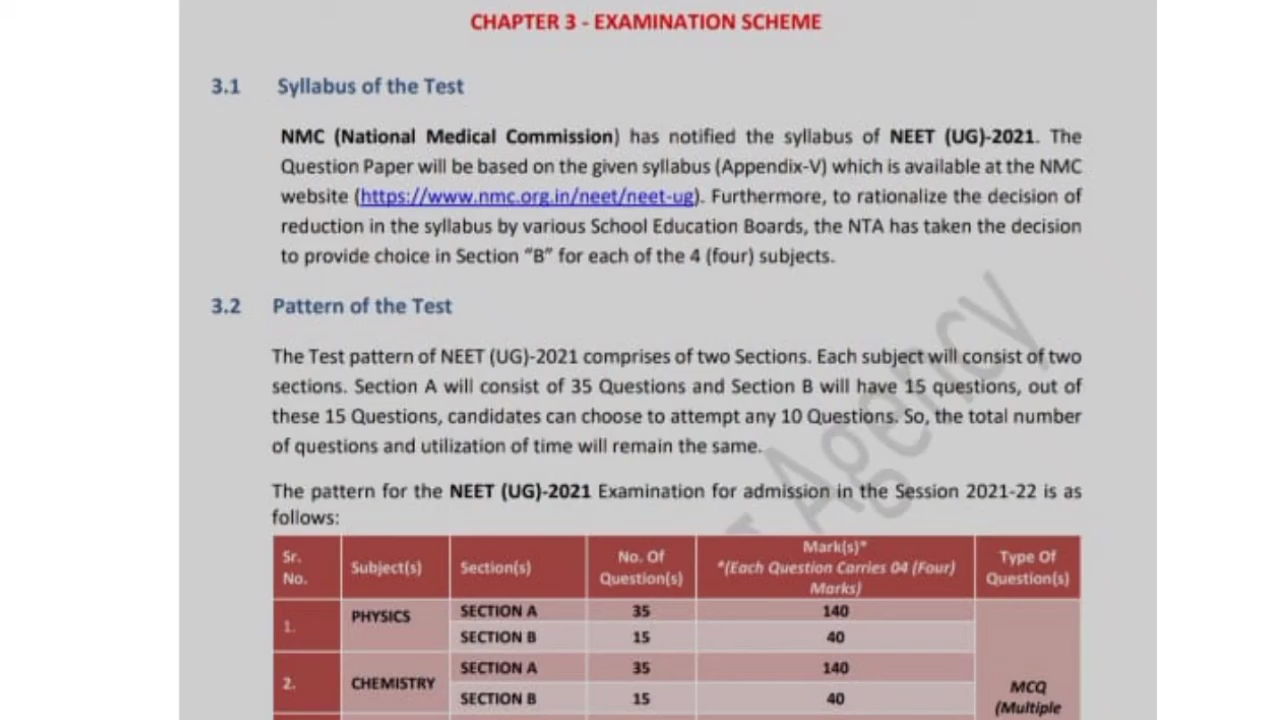 CHAPTER 3 - EXAMINATION SCHEME
3.1 Syllabus of the Test
NMC (National Medical Commission) has notified the syllabus of NEET (UG)-2021. The
Question Paper will be based on the given syllabus (Appendix-V) which is available at the NMC
website (https://www.nmc.org.in/neet/neet-ug). Furthermore, to rationalize the decision of
reduction in the syllabus by various School Education Boards, the NTA has taken the decision
to provide choice in Section “B” for each of the 4 (four) subjects.
3.2 Pattern of the Test
The Test pattern of NEET (UG)-2021 comprises of two Sections. Each subject will consist of two
sections. Section A will consist of 35 Questions and Section B will have 15 questions, out of
these 15 Questions, candidates can choose to attempt any 10 Questions. So, the total number
of questions and utilization of time will remain the same.
The pattern for the NEET (UG)-2021 Examination for admission in the Session 2021-22 is as
follows:
Sr. No. Subject(s) Section(s) No. Of Question(s) Mark(s)* *(Each Question Carries 04 (Four) Marks) Type Of Question(s)
1. PHYSICS SECTION A 35 140
SECTION B 15 40
2. CHEMISTRY SECTION A 35 140
SECTION B 15 40
MCQ
(Multiple
Agency